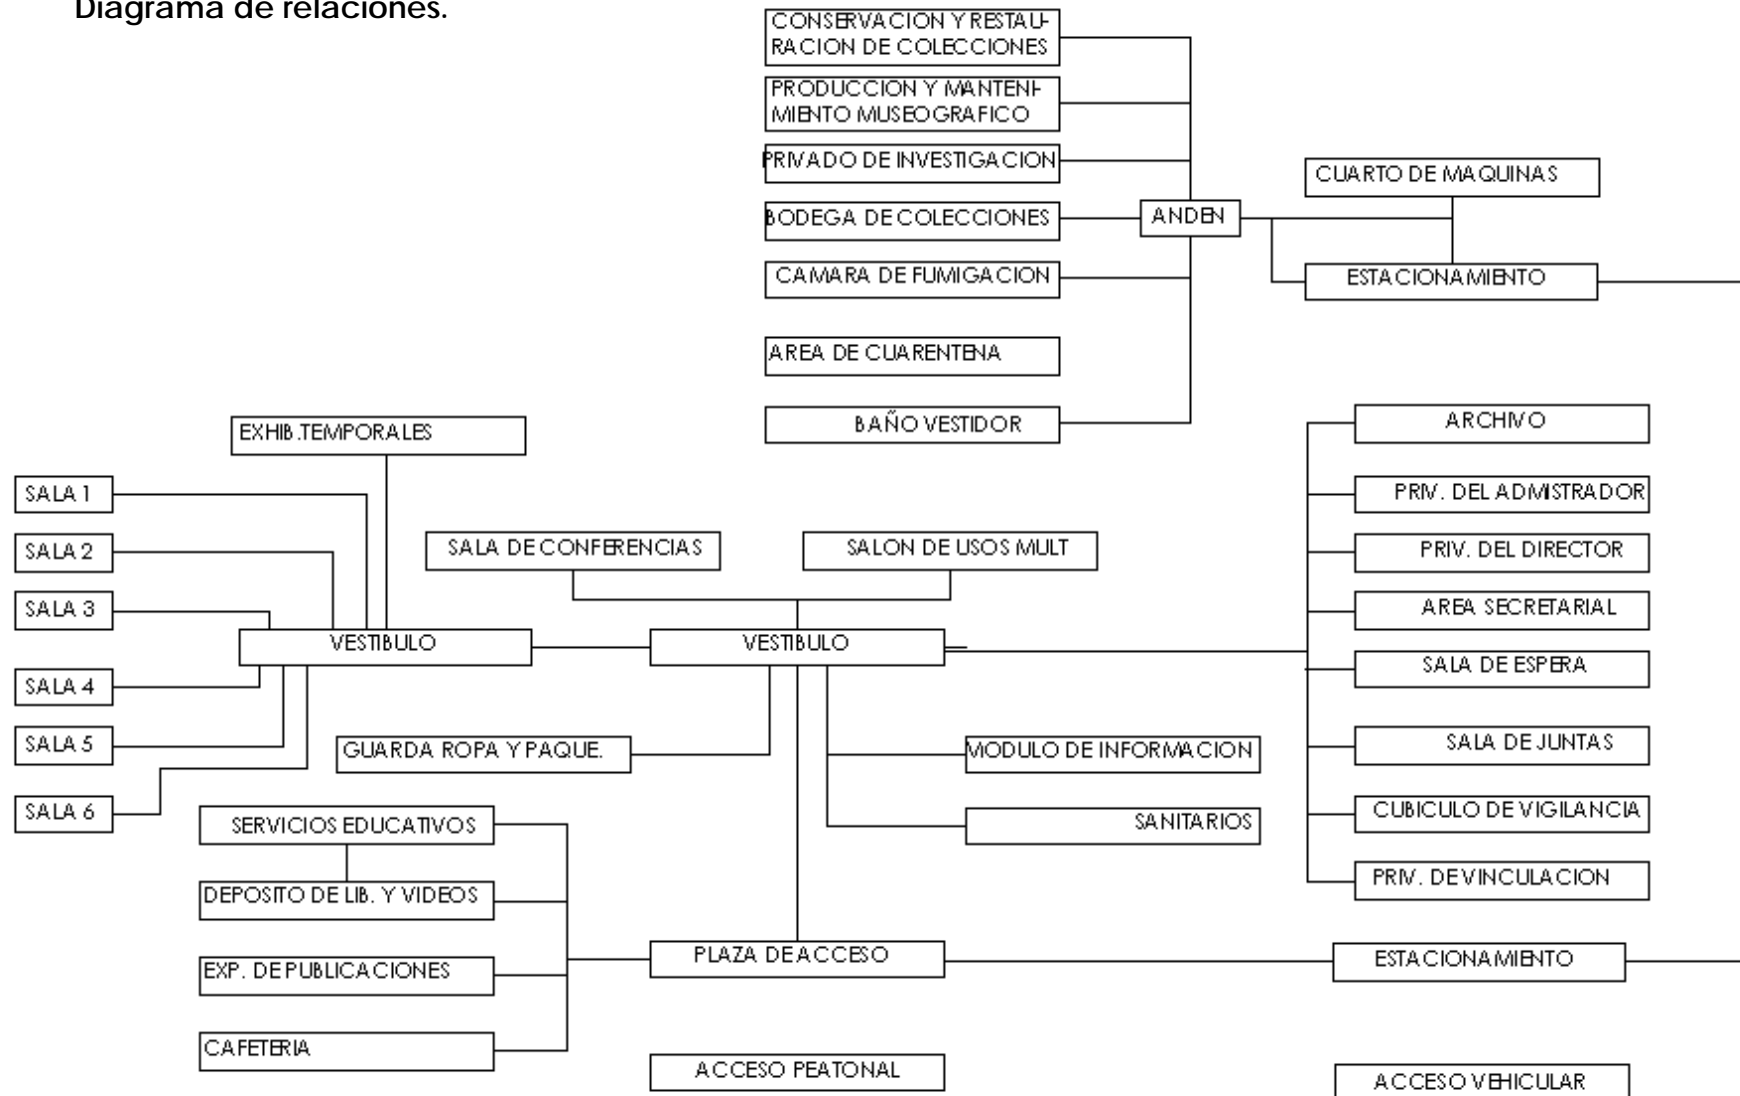 Diagrama de relaciones.
CONSERVACION Y RESTAU-
RACION DE COLECCIONES
PRODUCCION Y MANTENI-
MIENTO MUSEOGRAFICO
PRIVADO DE INVESTIGACION
CUARTO DE MAQUINAS
BODEGA DE COLECCIONES
ANDEN
CAMARA DE FUMIGACION
ESTACIONAMIENTO
AREA DE CUARENTENA
BAÑO VESTIDOR
ARCHIVO
EXHIB.TEMPORALES
SALA 1
PRIV. DEL ADMISTRADOR
SALA 2
SALA DE CONFERENCIAS
SALON DE USOS MULT
PRIV. DEL DIRECTOR
SALA 3
AREA SECRETARIAL
VESTIBULO
VESTIBULO
SALA DE ESPERA
SALA 4
SALA 5
GUARDA ROPA Y PAQUE.
MODULO DE INFORMACION
SALA DE JUNTAS
SALA 6
SERVICIOS EDUCATIVOS
SANITARIOS
CUBICULO DE VIGILANCIA
DEPOSITO DE LIB. Y VIDEOS
PRIV. DE VINCULACION
EXP. DE PUBLICACIONES
PLAZA DE ACCESO
ESTACIONAMIENTO
CAFETERIA
ACCESO PEATONAL
ACCESO VEHICULAR